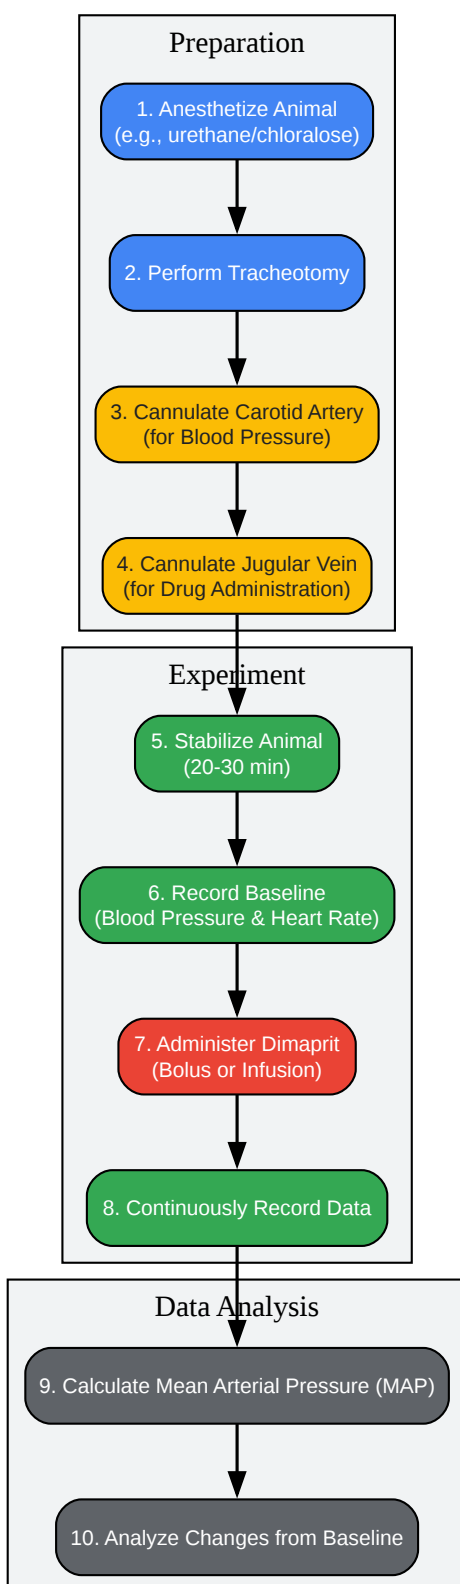 Preparation
1. Anesthetize Animal
(e.g., urethane/chloralose)
2. Perform Tracheotomy
3. Cannulate Carotid Artery
(for Blood Pressure)
4. Cannulate Jugular Vein
(for Drug Administration)
Experiment
5. Stabilize Animal
(20-30 min)
6. Record Baseline
(Blood Pressure & Heart Rate)
7. Administer Dimaprit
(Bolus or Infusion)
8. Continuously Record Data
Data Analysis
9. Calculate Mean Arterial Pressure (MAP)
10. Analyze Changes from Baseline